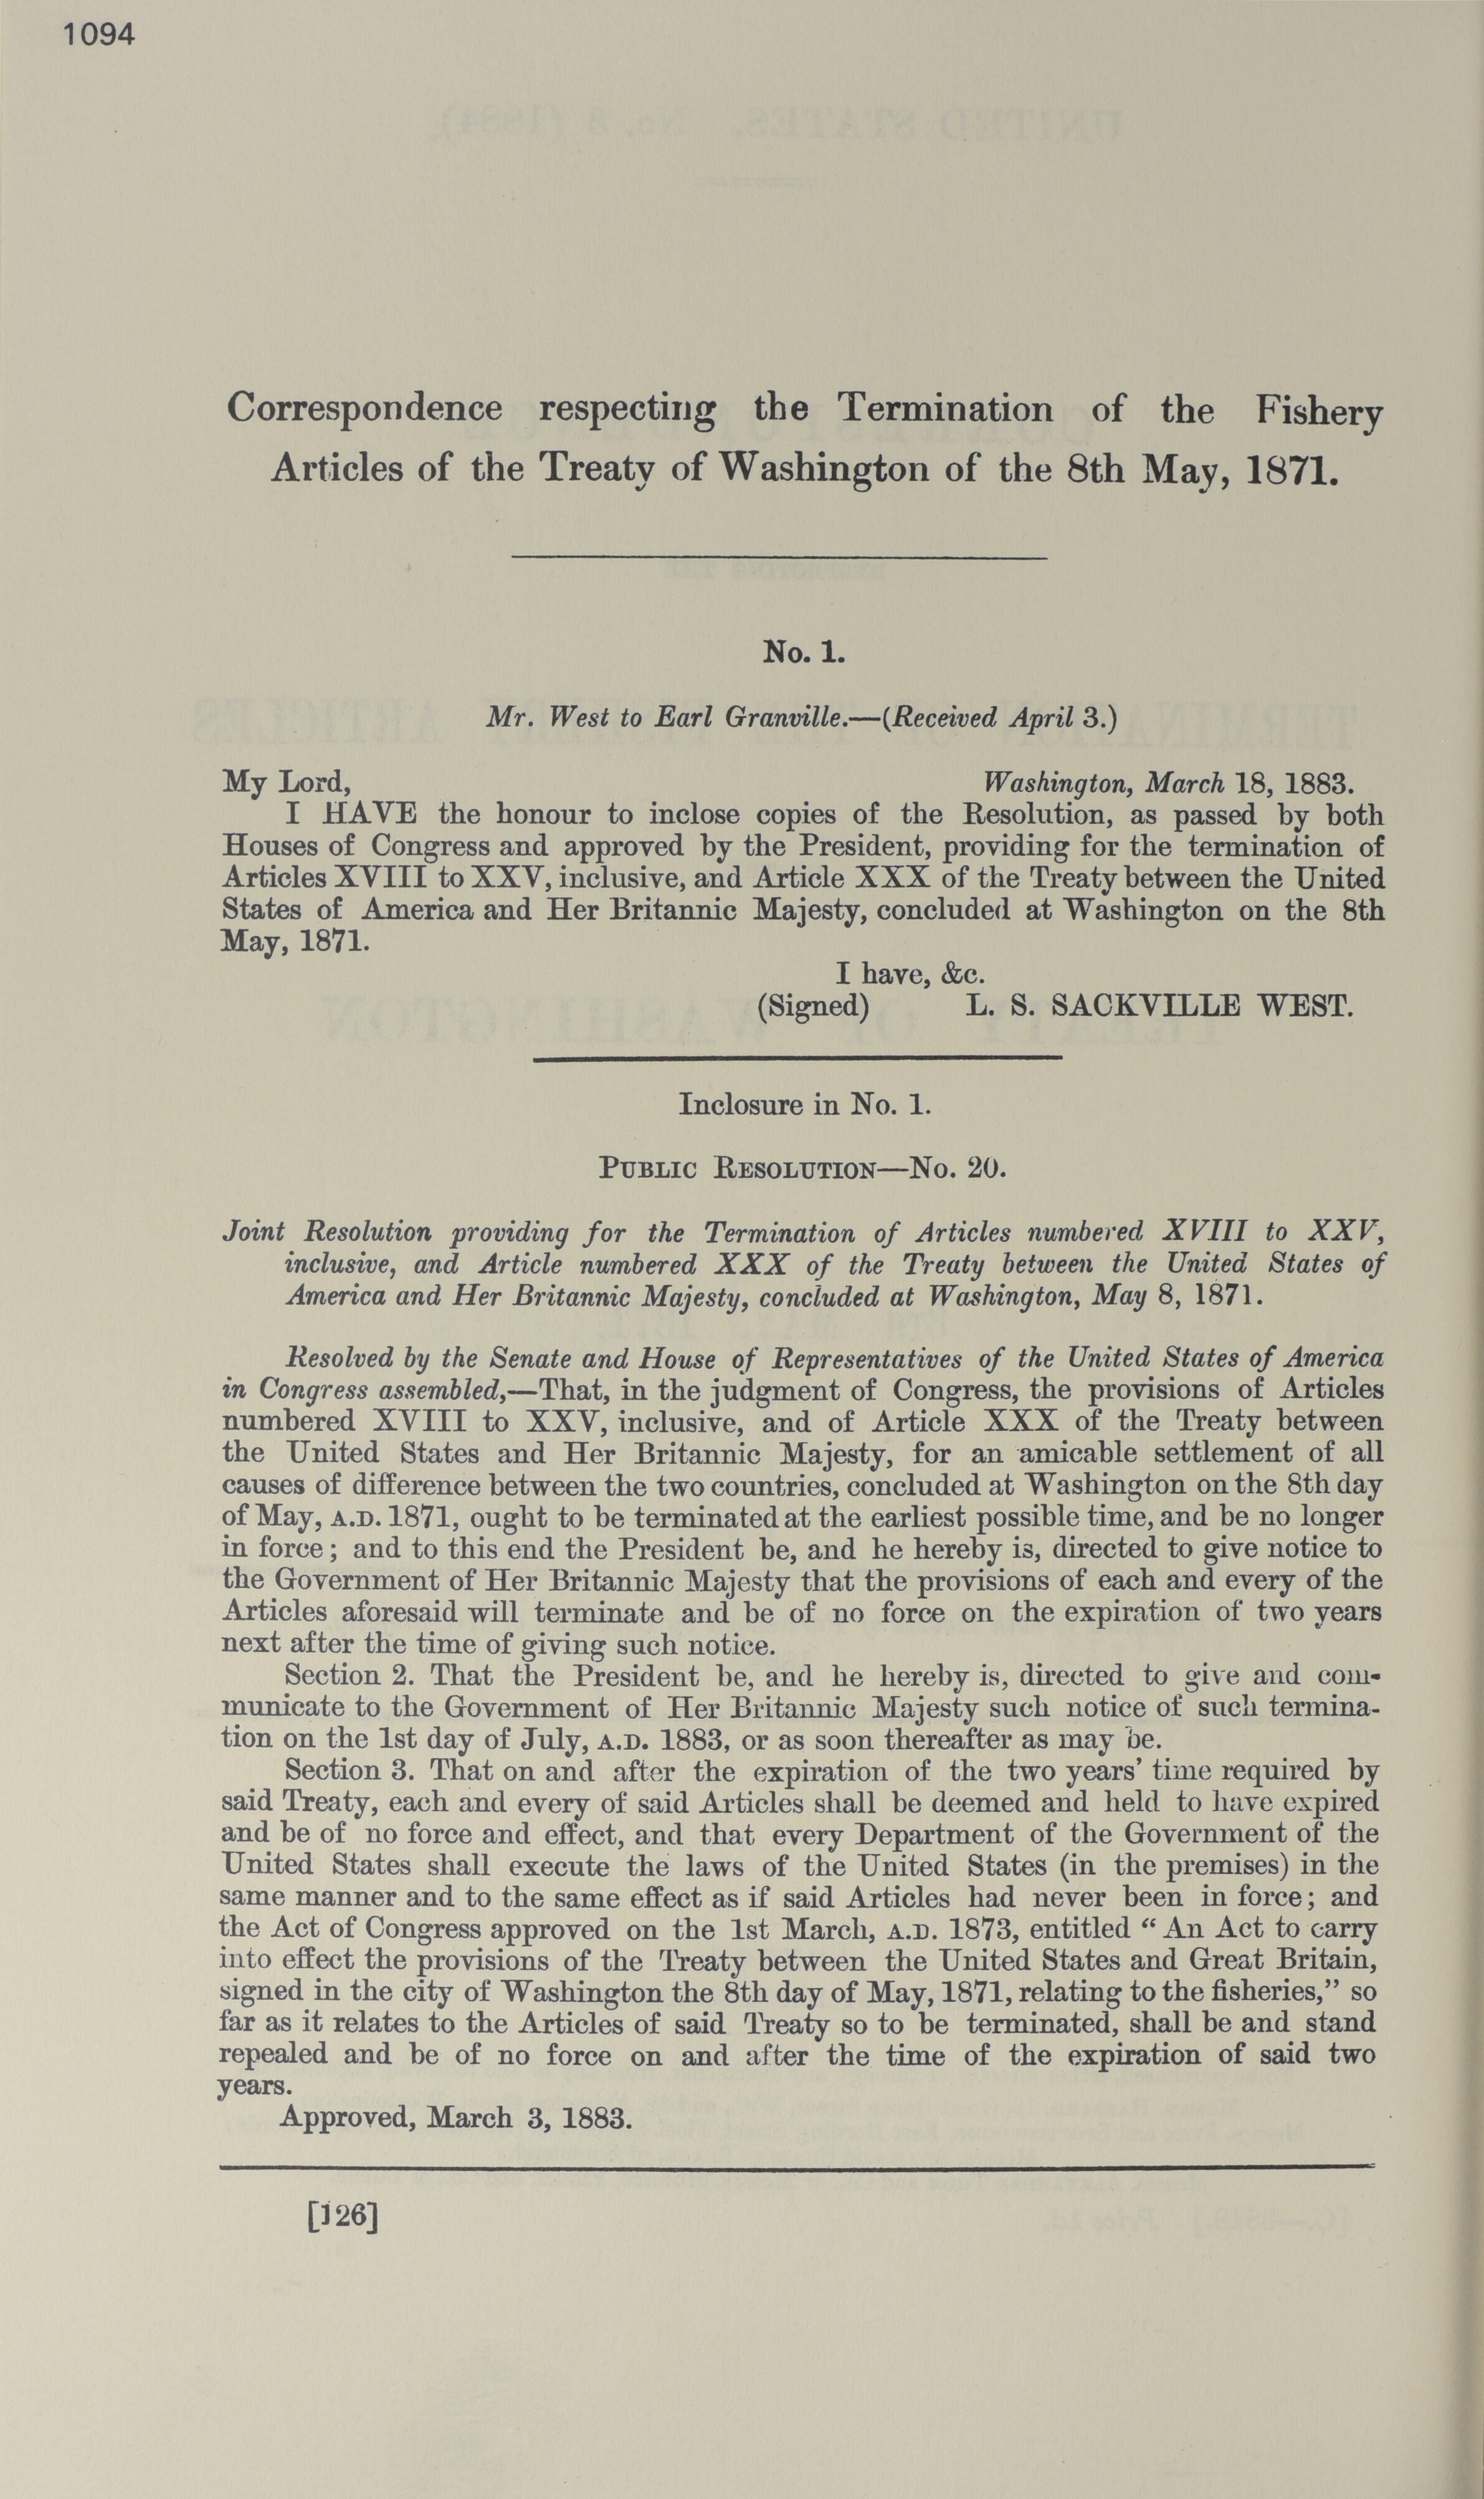 1094
Correspondence respecting the Termination of the Fishery
Articles of the Treaty of Washington of the 8th May, 1871.
No. 1.
Mr. West to Earl Granville.—(Received April 3.)
My Lord, Washington, March 18, 1883.
I HAVE the honour to inclose copies of the Resolution, as passed by both
Houses of Congress and approved by the President, providing for the termination of
Articles XVIII to XXV, inclusive, and Article XXX of the Treaty between the United
States of America and Her Britannic Majesty, concluded at Washington on the 8th
May, 1871.
I have, &c.
(Signed) L. S. SACKVILLE WEST.
Inclosure in No. 1.
PUBLIC RESOLUTION—No. 20.
Joint Resolution providing for the Termination of Articles numbered XVIII to XXV,
inclusive, and Article numbered XXX of the Treaty between the United States of
America and Her Britannic Majesty, concluded at Washington, May 8, 1871.
Resolved by the Senate and House of Representatives of the United States of America
in Congress assembled,—That, in the judgment of Congress, the provisions of Articles
numbered XVIII to XXV, inclusive, and of Article XXX of the Treaty between
the United States and Her Britannic Majesty, for an amicable settlement of all
causes of difference between the two countries, concluded at Washington on the 8th day
of May, A.D. 1871, ought to be terminated at the earliest possible time, and be no longer
in force; and to this end the President be, and he hereby is, directed to give notice to
the Government of Her Britannic Majesty that the provisions of each and every of the
Articles aforesaid will terminate and be of no force on the expiration of two years
next after the time of giving such notice.
Section 2. That the President be, and he hereby is, directed to give and com-
municate to the Government of Her Britannic Majesty such notice of such termina-
tion on the 1st day of July, A.D. 1883, or as soon thereafter as may be.
Section 3. That on and after the expiration of the two years' time required by
said Treaty, each and every of said Articles shall be deemed and held to have expired
and be of no force and effect, and that every Department of the Government of the
United States shall execute the laws of the United States (in the premises) in the
same manner and to the same effect as if said Articles had never been in force; and
the Act of Congress approved on the 1st March, A.D. 1873, entitled “An Act to carry
into effect the provisions of the Treaty between the United States and Great Britain,
signed in the city of Washington the 8th day of May, 1871, relating to the fisheries,” so
far as it relates to the Articles of said Treaty so to be terminated, shall be and stand
repealed and be of no force on and after the time of the expiration of said two
years.
Approved, March 3, 1883.
[126]